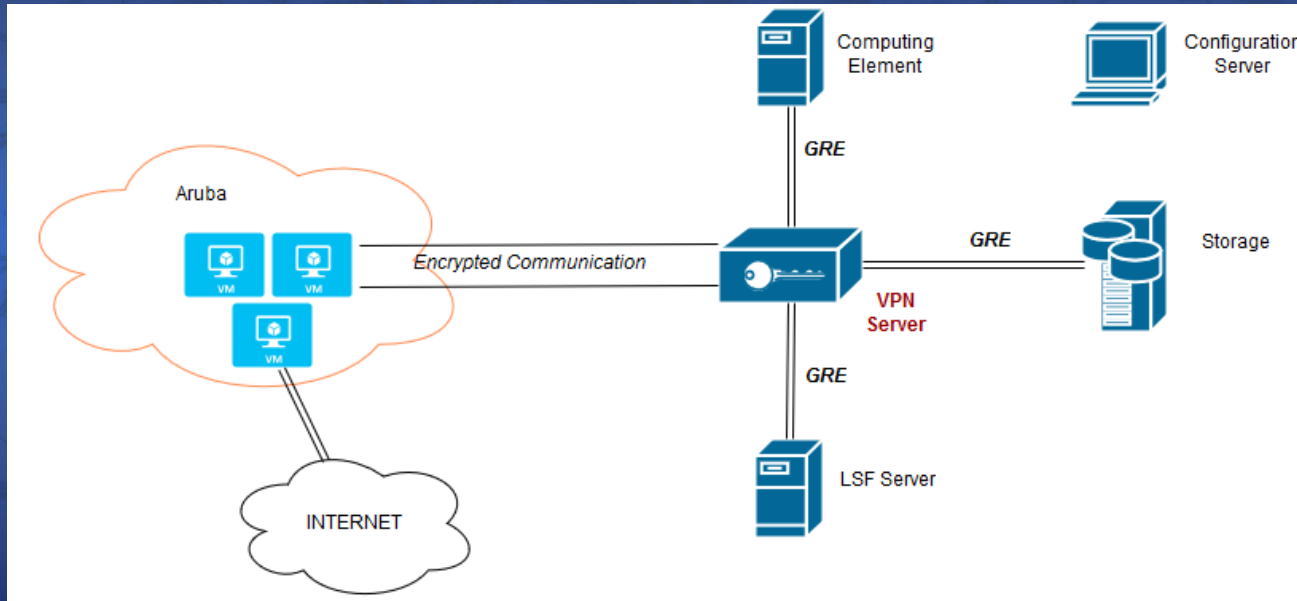 Computing
Element
Configuration
Server
GRE
Aruba
VM
VM
VM
Encrypted Communication
GRE
Storage
VPN
Server
GRE
LSF Server
INTERNET